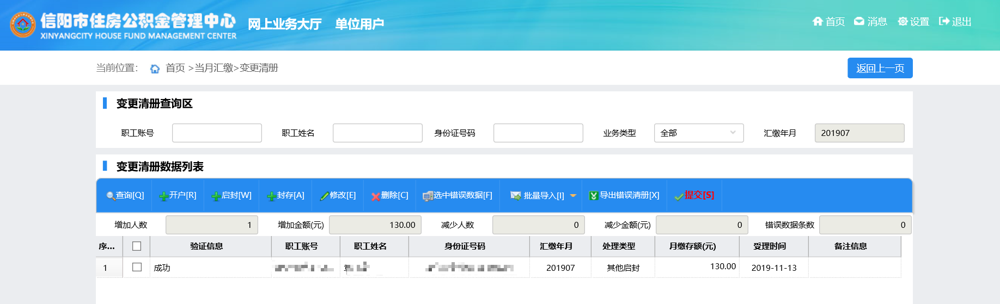 信阳市住房公积金管理中心 网上业务大厅 单位用户 首页 消息 设置 退出
XINYANGCITY HOUSE FUND MANAGEMENT CENTER
当前位置： 首页 >当月汇缴>变更清册 返回上一页
变更清册查询区
职工账号 职工姓名 身份证号码 业务类型 全部 汇缴年月 201907
变更清册数据列表
查询[Q] 开户[R] 启封[W] 封存[A] 修改[E] 删除[C] 选中错误数据[F] 批量导入[I] 导出错误清册[X] 提交[S]
增加人数 1 增加金额(元) 130.00 减少人数 0 减少金额(元) 0 错误数据条数 0
序... 验证信息 职工账号 职工姓名 身份证号码 汇缴年月 处理类型 月缴存额(元) 受理时间 备注信息
1 成功 201907 其他启封 130.00 2019-11-13